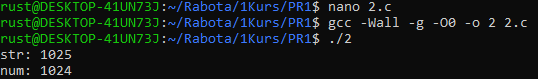 rust@DESKTOP-41UN73J:~/Rabota/1Kurs/PR1$ nano 2.c
rust@DESKTOP-41UN73J:~/Rabota/1Kurs/PR1$ gcc -Wall -g -O0 -o 2 2.c
rust@DESKTOP-41UN73J:~/Rabota/1Kurs/PR1$ ./2
str: 1025
num: 1024